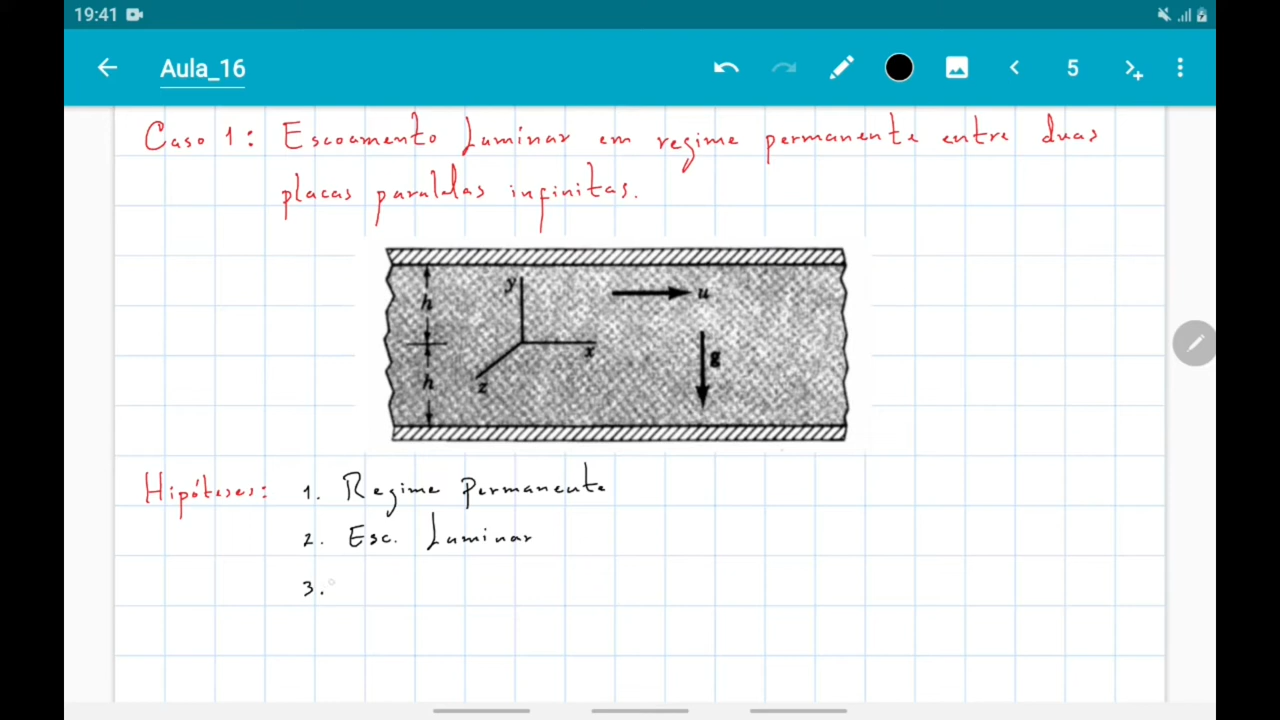 19:41
Aula_16
5
Caso 1: Escoamento Laminar em regime permanente entre duas
placas paralelas infinitas.
y
u
h
x
g
h
z
Hipóteses: 1. Regime Permanente
2. Esc. Laminar
3.